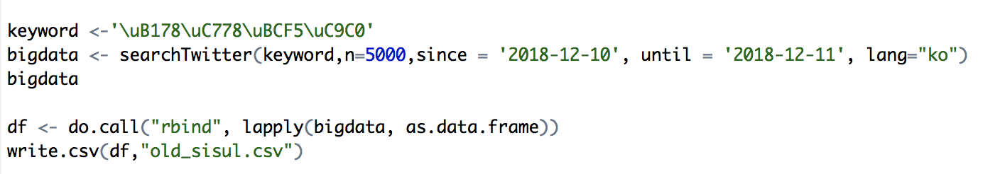 keyword <-'\uB178\uC778\uBCF5\uC9C0'
bigdata <- searchTwitter(keyword,n=5000,since = '2018-12-10', until = '2018-12-11', lang="ko")
bigdata
df <- do.call("rbind", lapply(bigdata, as.data.frame))
write.csv(df,"old_sisul.csv")